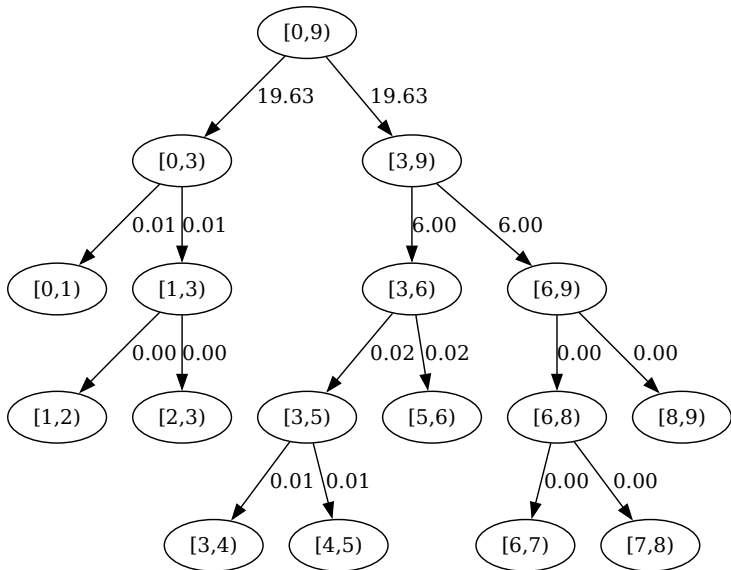 [0,9)
19.63 19.63
[0,3) [3,9)
0.01 0.01 6.00 6.00
[0,1) [1,3) [3,6) [6,9)
0.00 0.00 0.02 0.02 0.00 0.00
[1,2) [2,3) [3,5) [5,6) [6,8) [8,9)
0.01 0.01 0.00 0.00
[3,4) [4,5) [6,7) [7,8)